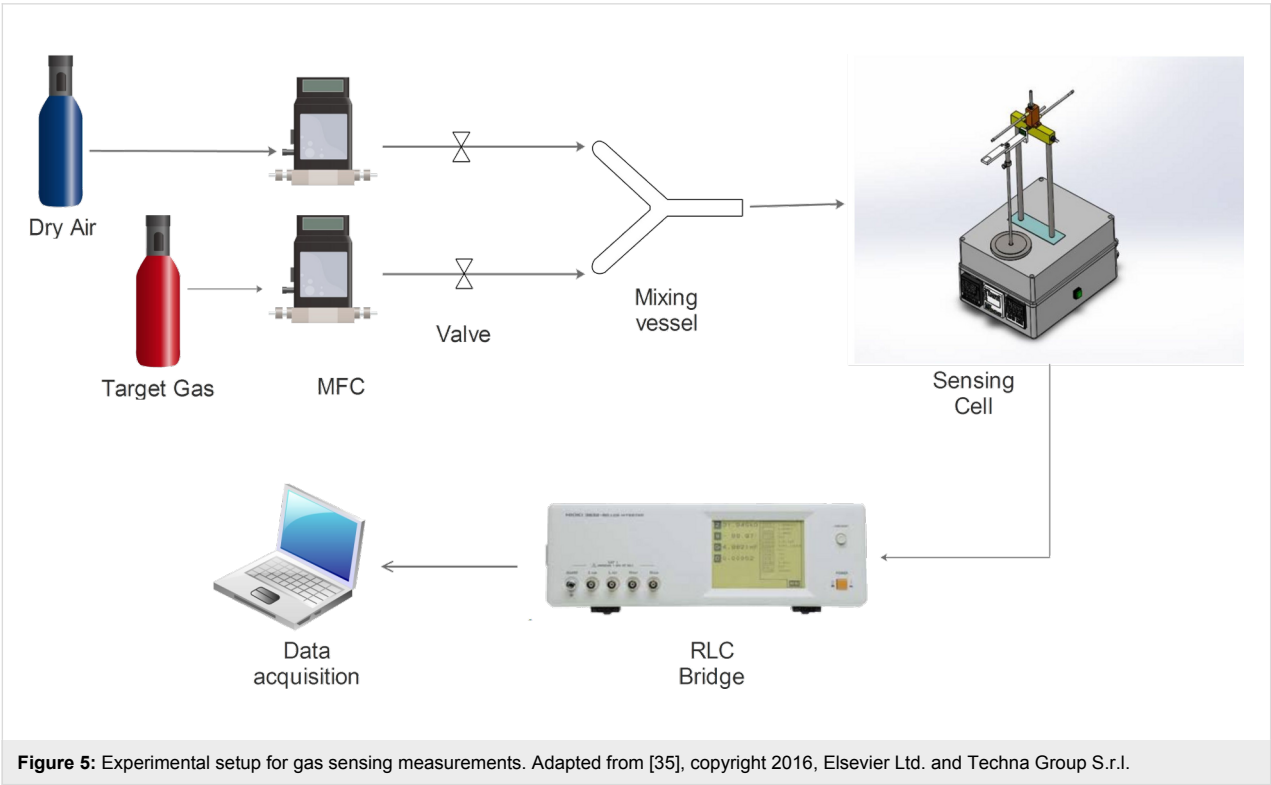 Dry Air
Target Gas
MFC
Valve
Mixing
vessel
Sensing
Cell
Data
acquisition
RLC
Bridge
Figure 5: Experimental setup for gas sensing measurements. Adapted from [35], copyright 2016, Elsevier Ltd. and Techna Group S.r.l.